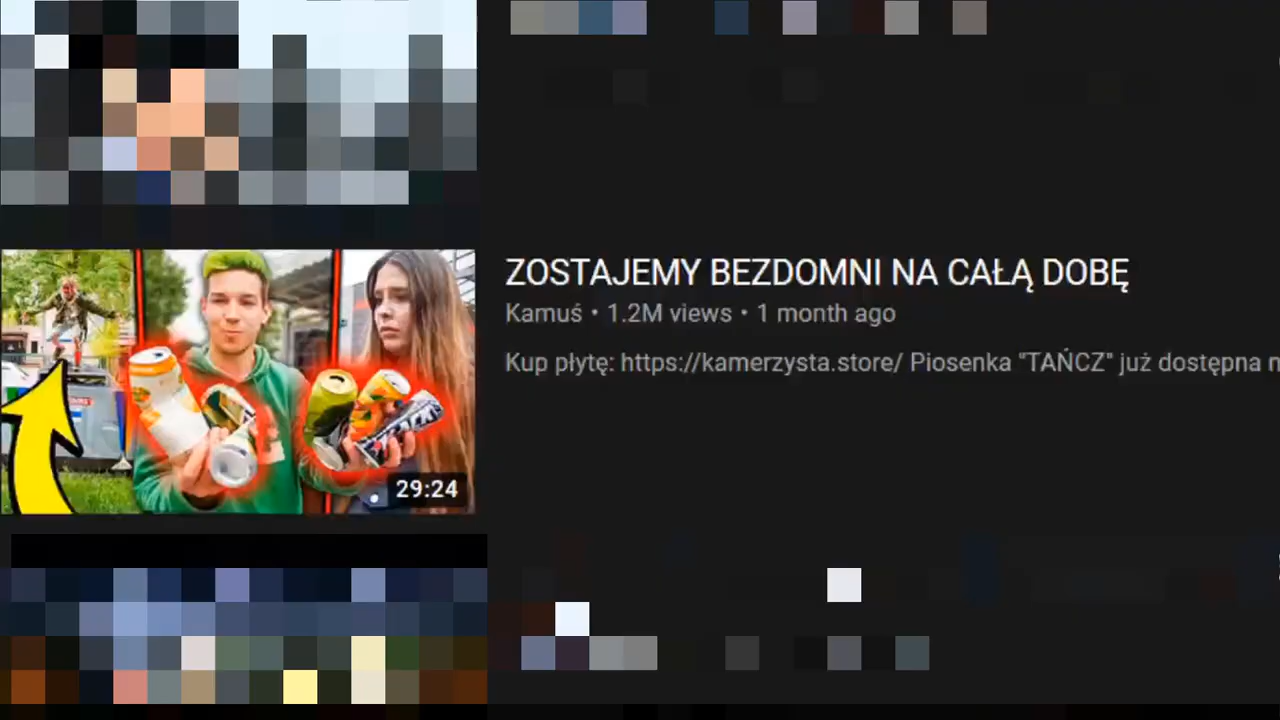 ZOSTAJEMY BEZDOMNI NA CAŁĄ DOBĘ
Kamuś • 1.2M views • 1 month ago
Kup płytę: https://kamerzysta.store/ Piosenka "TAŃCZ" już dostępna
29:24